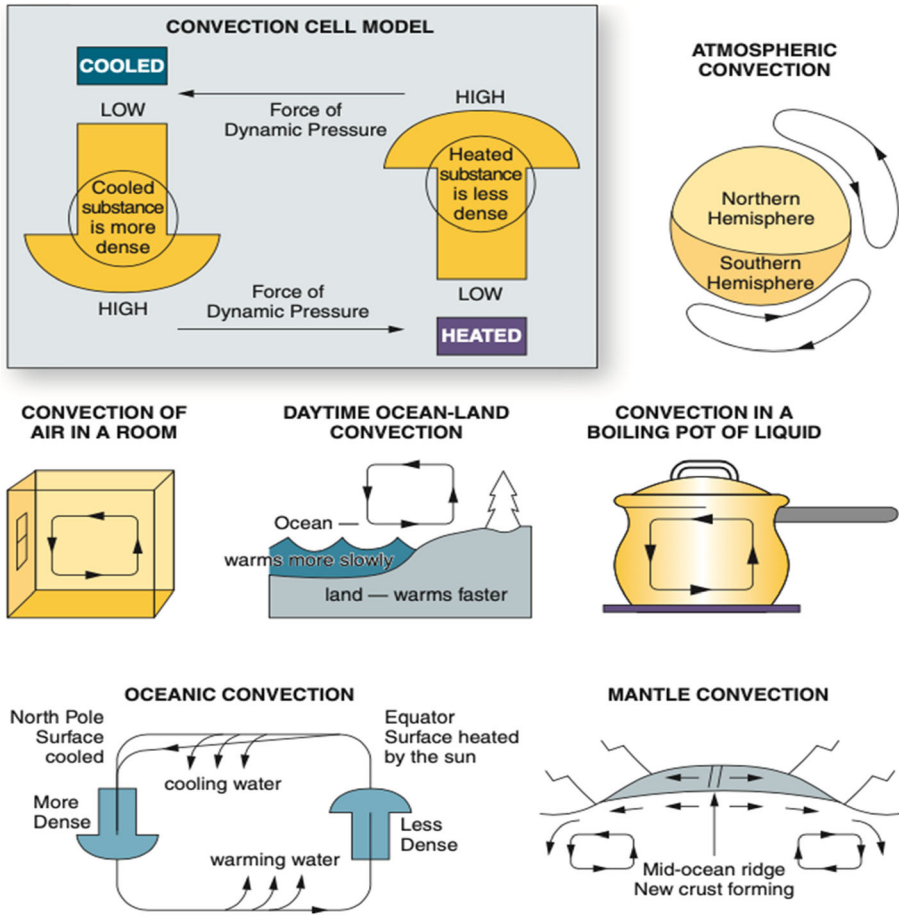 CONVECTION CELL MODEL
COOLED
LOW
Force of
Dynamic Pressure
HIGH
Cooled
substance
is more
dense
Heated
substance
is less
dense
HIGH
Force of
Dynamic Pressure
LOW
HEATED
ATMOSPHERIC
CONVECTION
Northern
Hemisphere
Southern
Hemisphere
CONVECTION OF
AIR IN A ROOM
DAYTIME OCEAN-LAND
CONVECTION
Ocean
warms more slowly
land — warms faster
CONVECTION IN A
BOILING POT OF LIQUID
OCEANIC CONVECTION
North Pole
Surface
cooled
Equator
Surface heated
by the sun
cooling water
More
Dense
Less
Dense
warming water
MANTLE CONVECTION
Mid-ocean ridge
New crust forming